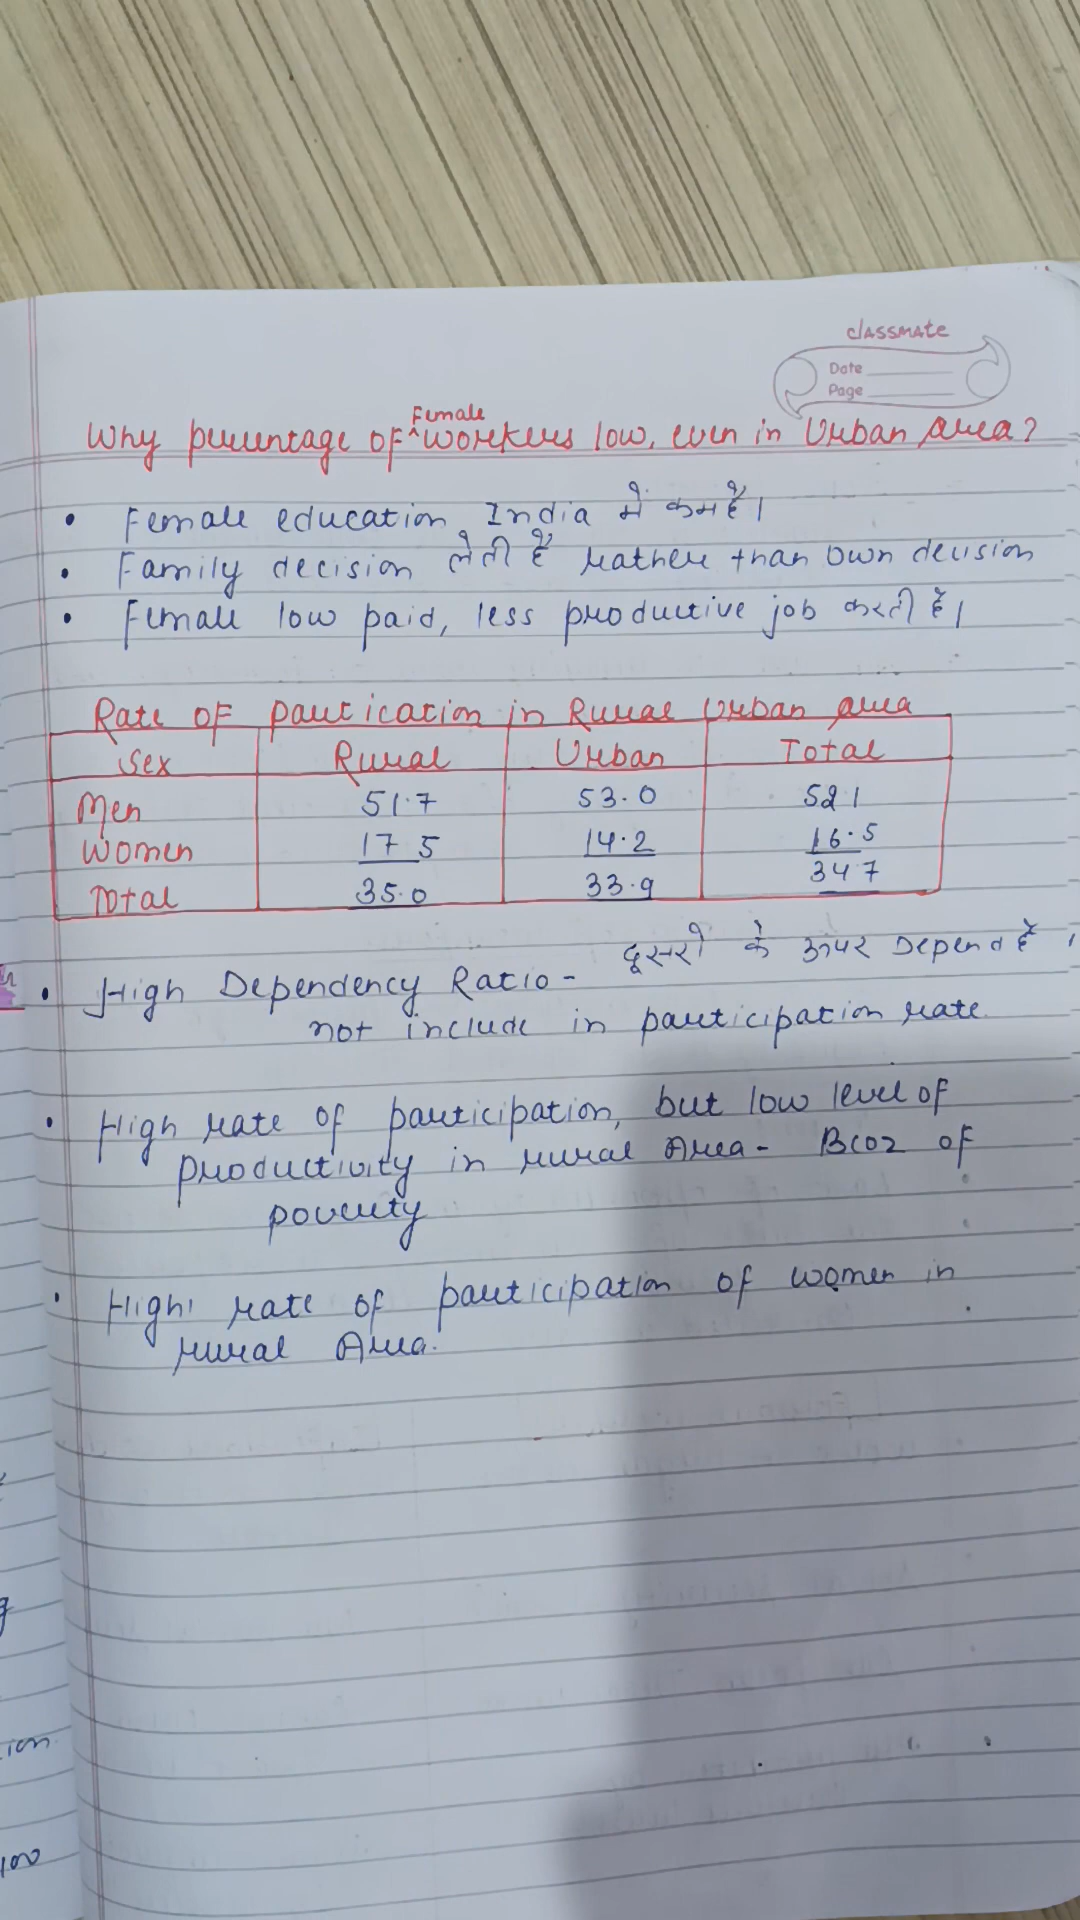 classmate
Date
Page
Female
Why percentage of ^ workers low, even in Urban Area?
• Female education India में कम है।
• Family decision लेती है rather than own decision
• Female low paid, less productive job करती है।
Rate of partication in Rural Urban area
Sex Rural Urban Total
Men 51.7 53.0 52.1
Women 17 5 14.2 16.5
Total 35.0 33.9 34 7
दूसरो के ऊपर Depend है।
• High Dependency Ratio -
not include in participation rate.
• High rate of participation, but low level of
productivity in rural Area - Bcoz of
poverty
• High rate of participation of women in
rural Area.
ion
100